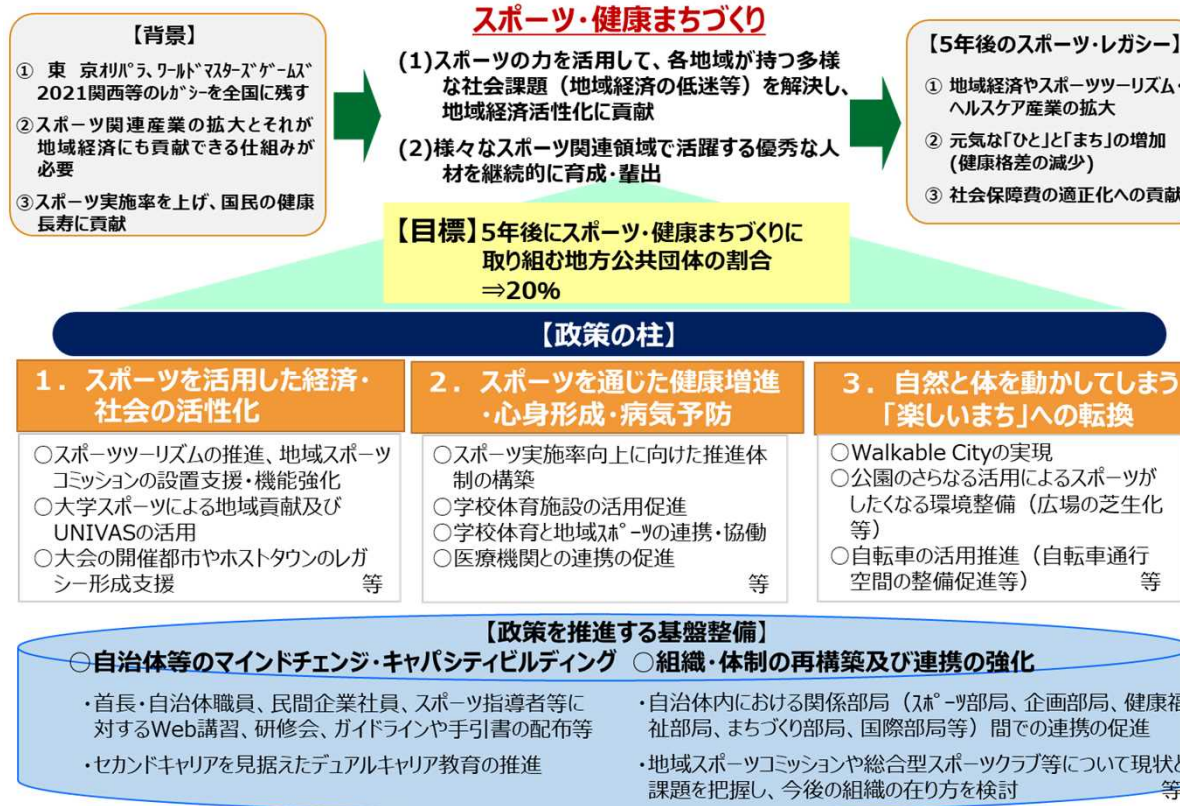 スポーツ・健康まちづくり
【背景】
① 東 京オリパラ、ワールドマスターズゲームズ
2021関西等のレガシーを全国に残す
②スポーツ関連産業の拡大とそれが
地域経済にも貢献できる仕組みが
必要
③スポーツ実施率を上げ、国民の健康
長寿に貢献
(1)スポーツの力を活用して、各地域が持つ多様
な社会課題（地域経済の低迷等）を解決し、
地域経済活性化に貢献
(2)様々なスポーツ関連領域で活躍する優秀な人
材を継続的に育成・輩出
【5年後のスポーツ・レガシー】
① 地域経済やスポーツツーリズム・
ヘルスケア産業の拡大
② 元気な「ひと」と「まち」の増加
(健康格差の減少)
③ 社会保障費の適正化への貢献
【目標】5年後にスポーツ・健康まちづくりに
取り組む地方公共団体の割合
⇒20%
【政策の柱】
１．スポーツを活用した経済・
社会の活性化
○スポーツツーリズムの推進、地域スポーツ
コミッションの設置支援・機能強化
○大学スポーツによる地域貢献及び
UNIVASの活用
○大会の開催都市やホストタウンのレガ
シー形成支援 等
２．スポーツを通じた健康増進
・心身形成・病気予防
○スポーツ実施率向上に向けた推進体
制の構築
○学校体育施設の活用促進
○学校体育と地域ｽﾎﾟｰﾂの連携・協働
○医療機関との連携の促進
等
３．自然と体を動かしてしまう
「楽しいまち」への転換
○Walkable Cityの実現
○公園のさらなる活用によるスポーツが
したくなる環境整備（広場の芝生化
等）
○自転車の活用推進（自転車通行
空間の整備促進等） 等
【政策を推進する基盤整備】
○自治体等のマインドチェンジ・キャパシティビルディング ○組織・体制の再構築及び連携の強化
・首長・自治体職員、民間企業社員、スポーツ指導者等に
対するWeb講習、研修会、ガイドラインや手引書の配布等
・セカンドキャリアを見据えたデュアルキャリア教育の推進
・自治体内における関係部局（ｽﾎﾟｰﾂ部局、企画部局、健康福
祉部局、まちづくり部局、国際部局等）間での連携の促進
・地域スポーツコミッションや総合型スポーツクラブ等について現状と
課題を把握し、今後の組織の在り方を検討 等